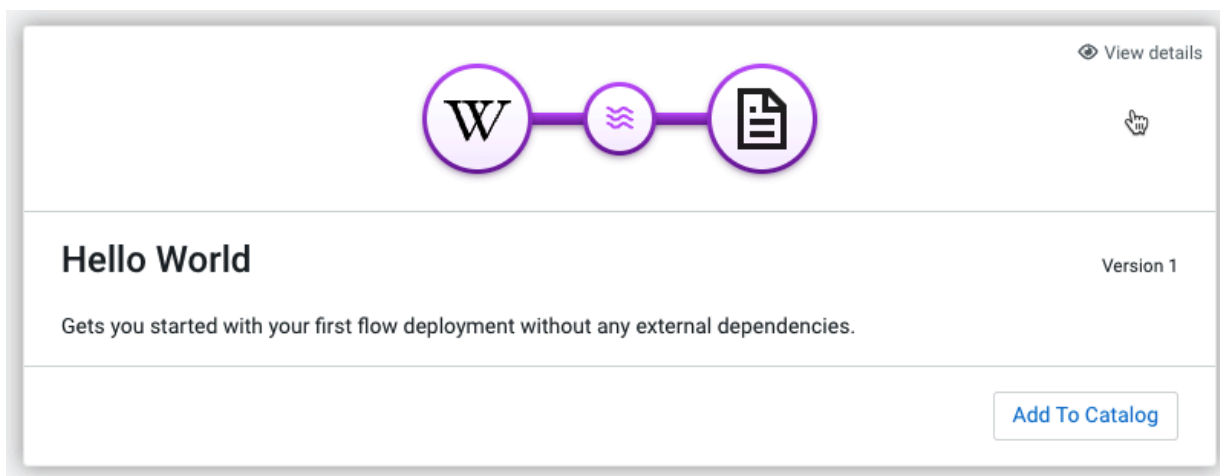 View details
W
Hello World
Version 1
Gets you started with your first flow deployment without any external dependencies.
Add To Catalog